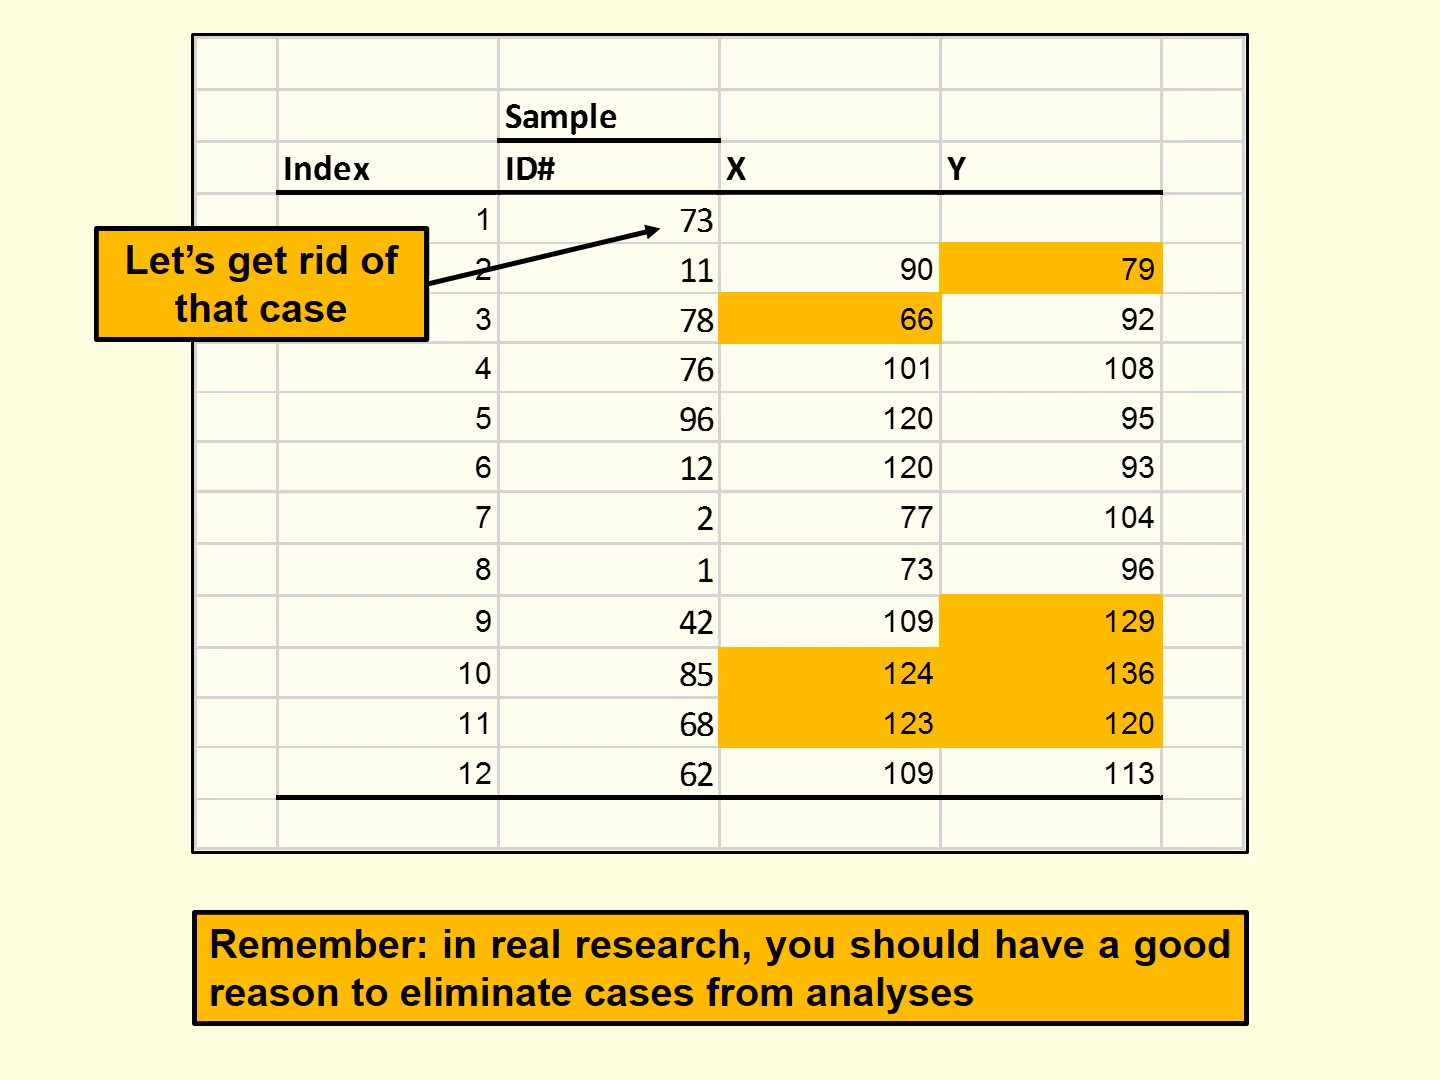 Sample
Index ID# X Y
1 73
Let's get rid of
that case
2 11 90 79
3 78 66 92
4 76 101 108
5 96 120 95
6 12 120 93
7 2 77 104
8 1 73 96
9 42 109 129
10 85 124 136
11 68 123 120
12 62 109 113
Remember: in real research, you should have a good
reason to eliminate cases from analyses